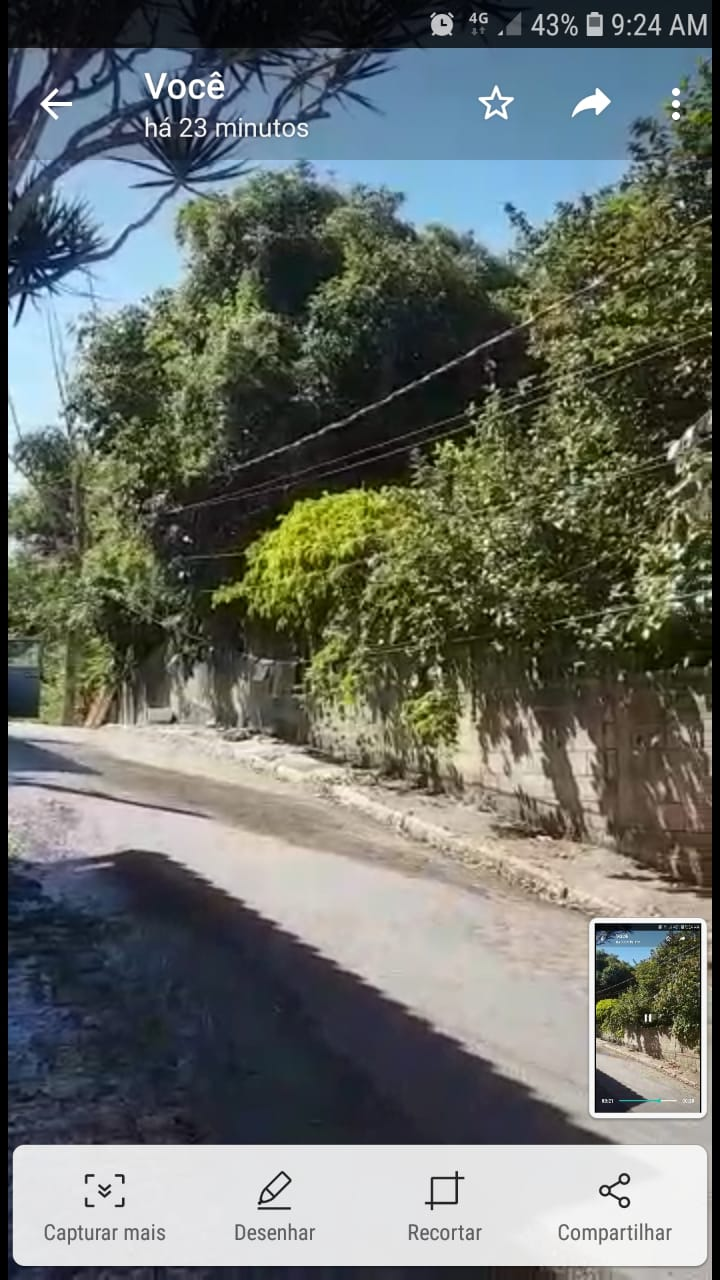 4G 43% 9:24 AM
Você
há 23 minutos
Capturar mais Desenhar Recortar Compartilhar